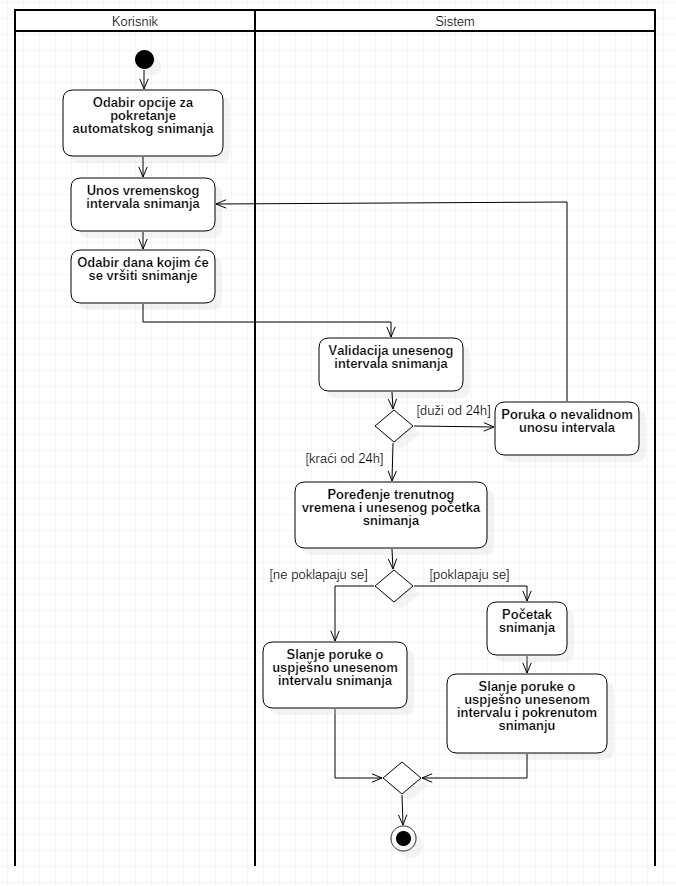 Korisnik
Sistem
Odabir opcije za
pokretanje
automatskog snimanja
Unos vremenskog
intervala snimanja
Odabir dana kojim će
se vršiti snimanje
Validacija unesenog
intervala snimanja
[duži od 24h]
Poruka o nevalidnom
unosu intervala
[kraći od 24h]
Poređenje trenutnog
vremena i unesenog početka
snimanja
[ne poklapaju se]
[poklapaju se]
Početak
snimanja
Slanje poruke o
uspješno unesenom
intervalu snimanja
Slanje poruke o
uspješno unesenom
intervalu i pokrenutom
snimanju